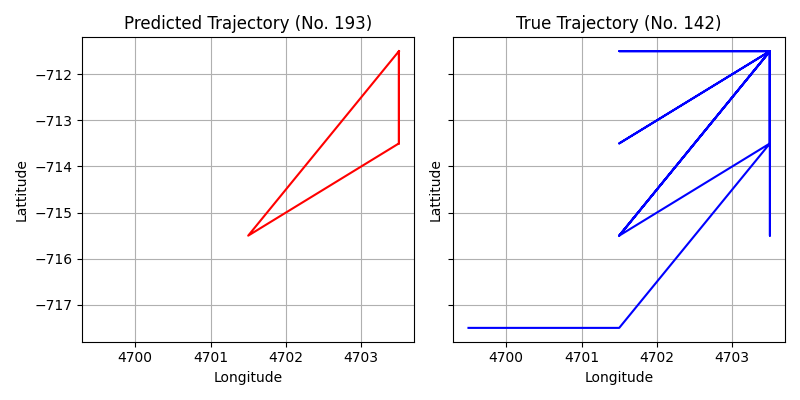 Predicted Trajectory (No. 193)
True Trajectory (No. 142)
−712
−713
−714
−715
−716
−717
Lattitude
Lattitude
4700 4701 4702 4703
4700 4701 4702 4703
Longitude
Longitude